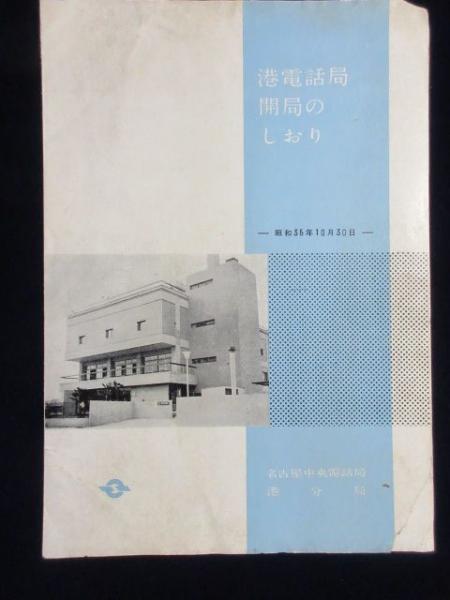 港電話局
開局の
しおり
— 昭和35年10月30日 —
名古屋中央電話局
港分局